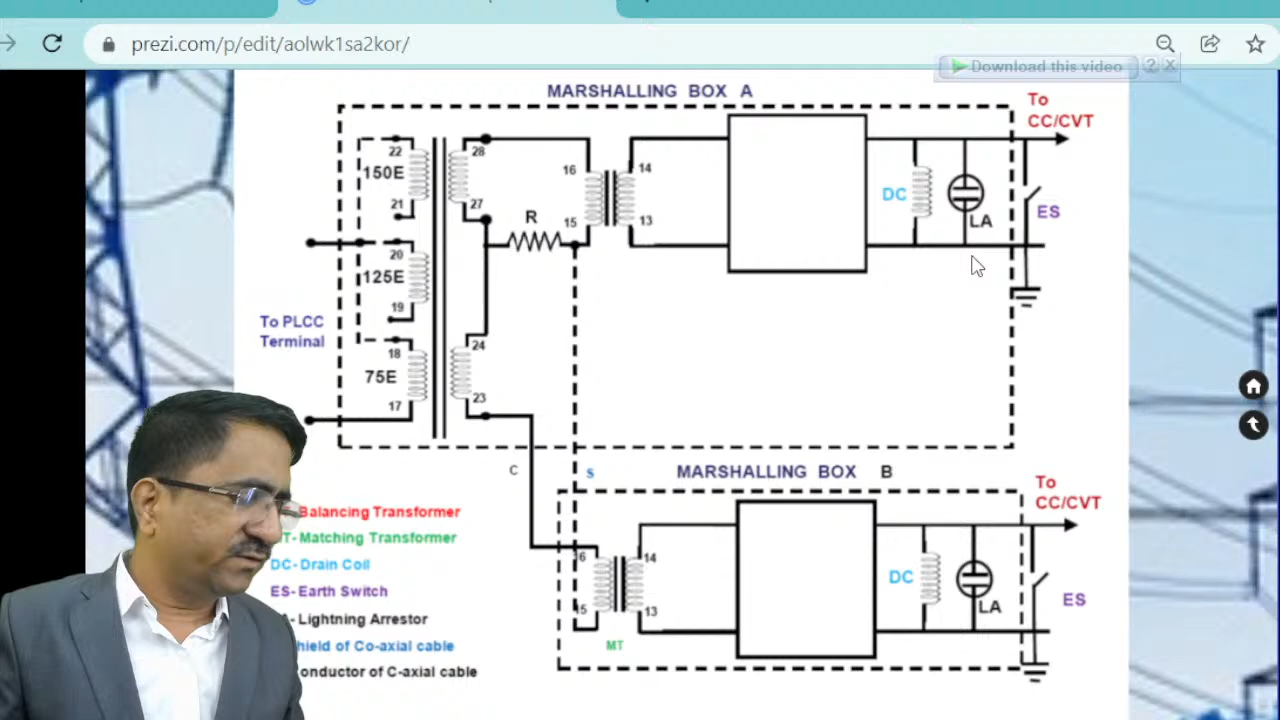 prezi.com/p/edit/aolwk1sa2kor/
Download this video ? X
MARSHALLING BOX A
To
CC/CVT
22
150E
21
28
27
16
15
14
13
R
DC
LA
ES
20
125E
19
To PLCC
Terminal
18
75E
17
24
23
C
S
MARSHALLING BOX B
To
CC/CVT
14
13
MT
DC
LA
ES
Balancing Transformer
T- Matching Transformer
DC- Drain Coil
ES- Earth Switch
- Lightning Arrestor
hield of Co-axial cable
onductor of C-axial cable